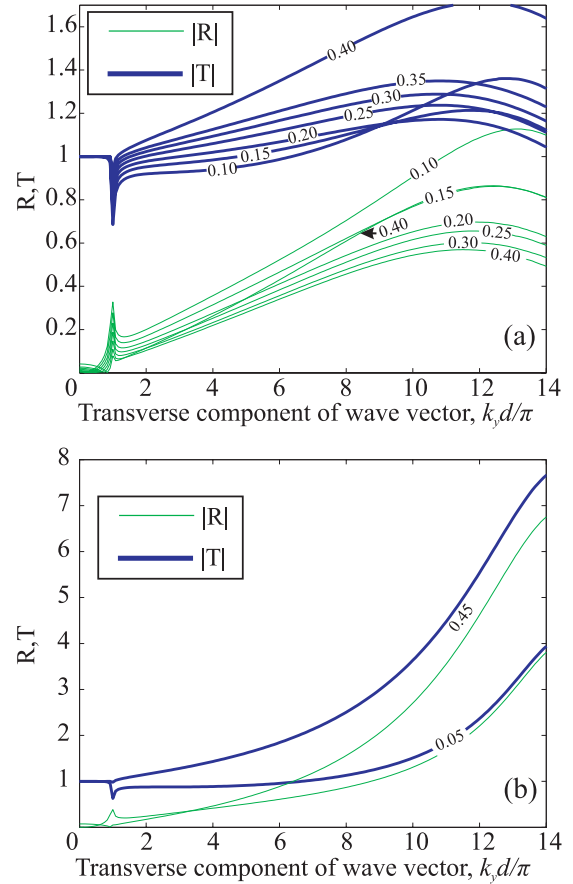 |R|
|T|
1.6
1.4
1.2
1
0.8
0.6
0.4
0.2
R,T
0.40
0.35
0.30
0.25
0.20
0.15
0.10
0.10
0.15
0.40
0.20
0.25
0.30
0.40
(a)
0 2 4 6 8 10 12 14
Transverse component of wave vector, k_y d/π
8
7
6
5
4
3
2
1
R,T
|R|
|T|
0.45
0.05
(b)
0 2 4 6 8 10 12 14
Transverse component of wave vector, k_y d/π